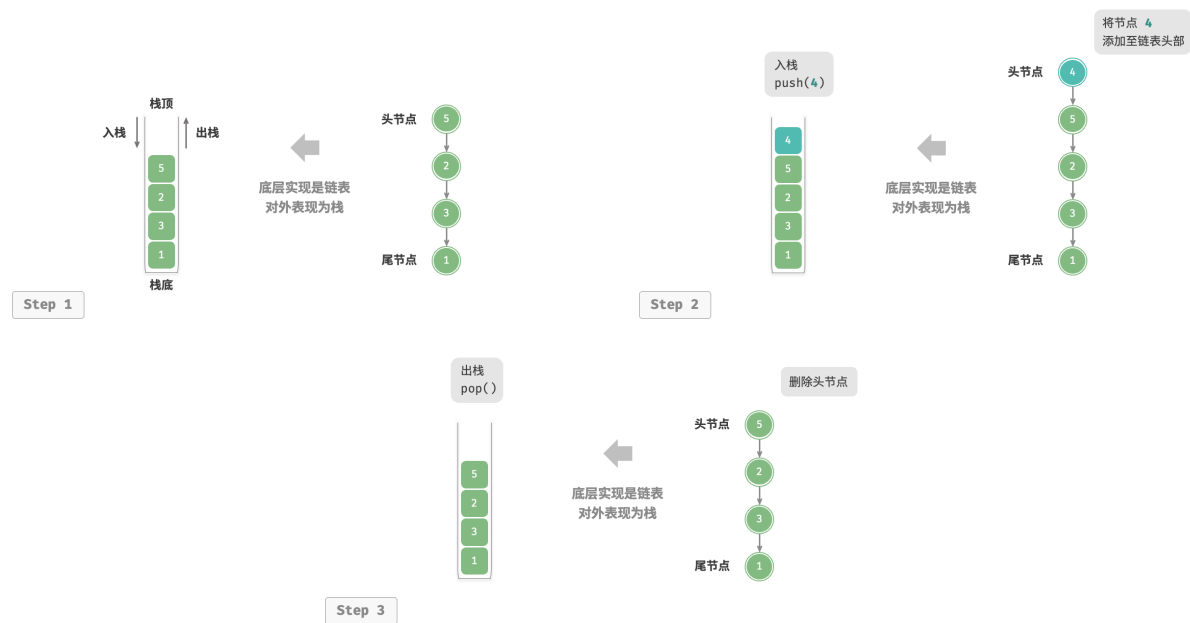 栈顶
入栈
出栈
5
2
3
1
栈底
底层实现是链表
对外表现为栈
头节点
5
2
3
尾节点
1
Step 1
入栈
push(4)
4
5
2
3
1
底层实现是链表
对外表现为栈
将节点 4
添加至链表头部
头节点
4
5
2
3
尾节点
1
Step 2
出栈
pop()
5
2
3
1
底层实现是链表
对外表现为栈
删除头节点
头节点
5
2
3
尾节点
1
Step 3